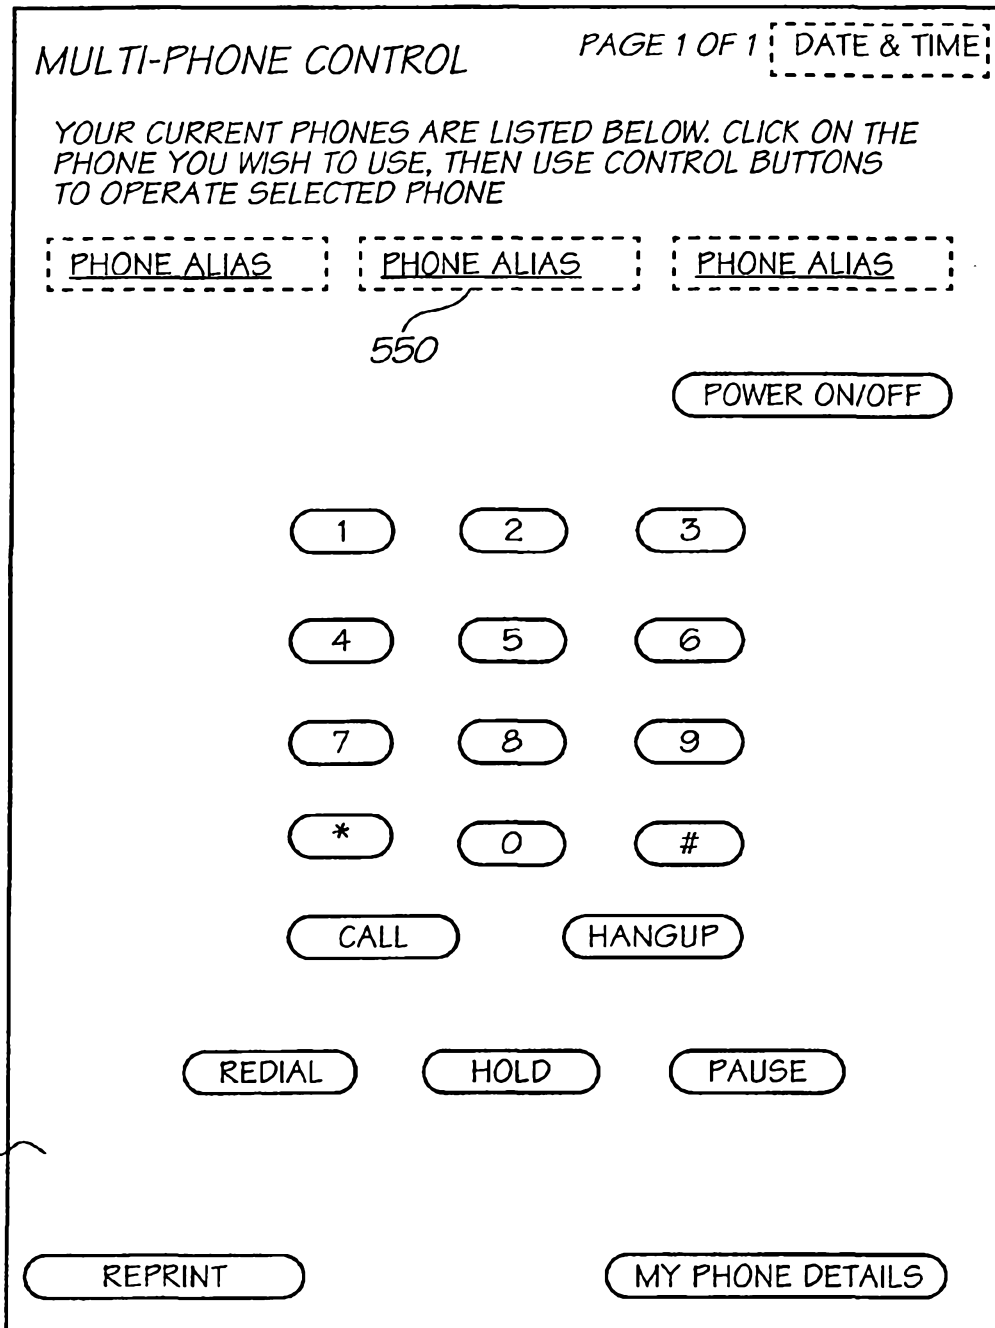 MULTI-PHONE CONTROL PAGE 1 OF 1 DATE & TIME
YOUR CURRENT PHONES ARE LISTED BELOW. CLICK ON THE
PHONE YOU WISH TO USE, THEN USE CONTROL BUTTONS
TO OPERATE SELECTED PHONE
PHONE ALIAS PHONE ALIAS PHONE ALIAS
550
POWER ON/OFF
1 2 3
4 5 6
7 8 9
* 0 #
CALL HANGUP
REDIAL HOLD PAUSE
REPRINT MY PHONE DETAILS